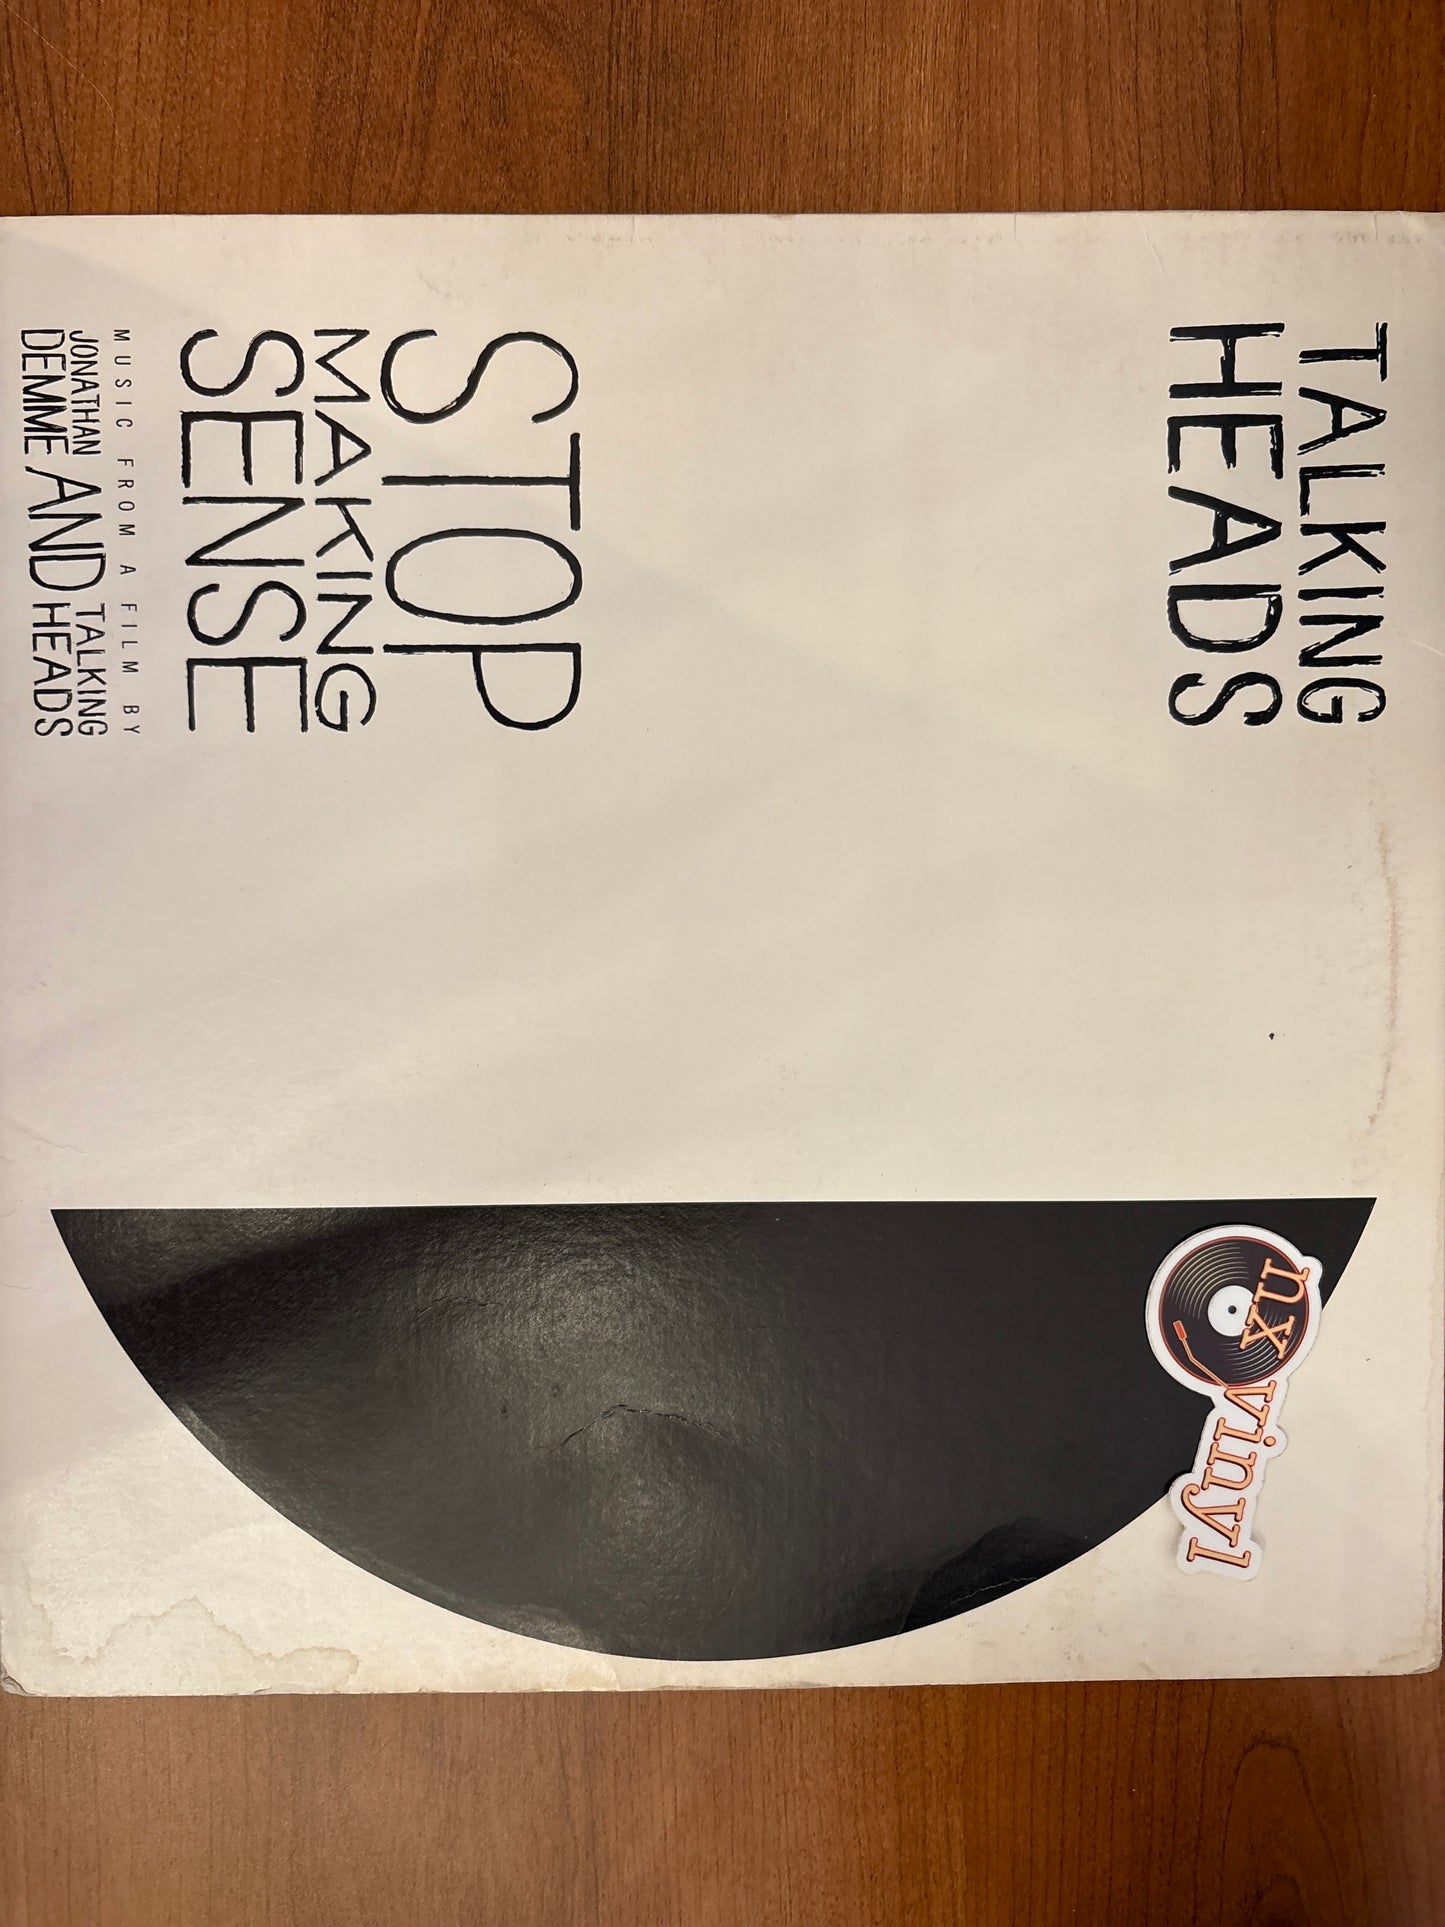 TALKING
HEADS
STOP
MAKING
SENSE
MUSIC FROM A FILM BY
JONATHAN DEMME AND TALKING HEADS
nx
vinyl